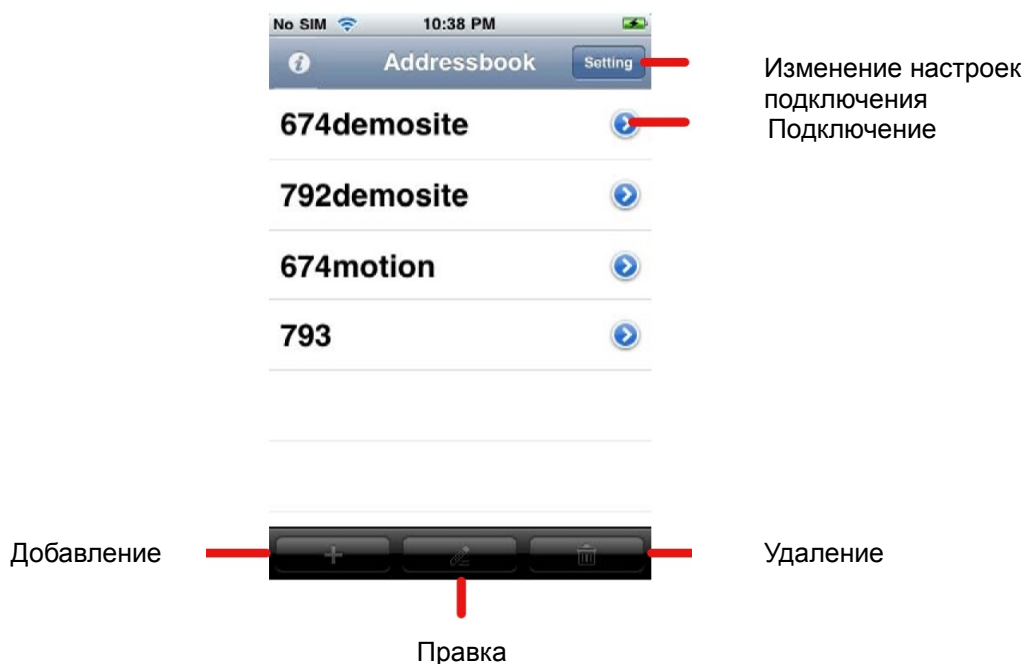 No SIM 10:38 PM
Addressbook Setting
Изменение настроек
подключения
674demosite
Подключение
792demosite
674motion
793
Добавление
Удаление
Правка